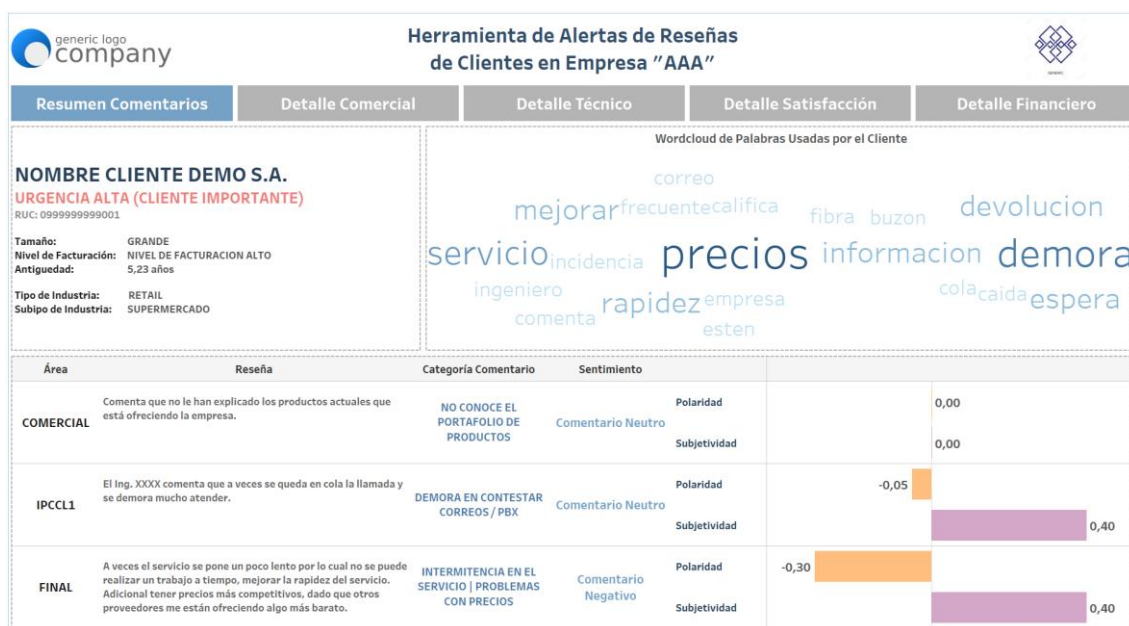 generic logo
company
Herramienta de Alertas de Reseñas
de Clientes en Empresa "AAA"
Resumen Comentarios
Detalle Comercial
Detalle Técnico
Detalle Satisfacción
Detalle Financiero
NOMBRE CLIENTE DEMO S.A.
URGENCIA ALTA (CLIENTE IMPORTANTE)
RUC: 0999999999001
Tamaño: GRANDE
Nivel de Facturación: NIVEL DE FACTURACION ALTO
Antiguedad: 5,23 años
Tipo de Industria: RETAIL
Subipo de Industria: SUPERMERCADO
Wordcloud de Palabras Usadas por el Cliente
correo
mejorar frecuente califica fibra buzon devolucion
servicio incidencia precios informacion demora
ingeniero rapidez empresa cola caida espera
comenta esten
Área Reseña Categoría Comentario Sentimiento
COMERCIAL
Comenta que no le han explicado los productos actuales que
está ofreciendo la empresa.
NO CONOCE EL
PORTAFOLIO DE
PRODUCTOS
Comentario Neutro
Polaridad 0,00
Subjetividad 0,00
IPCCL1
El Ing. XXXX comenta que a veces se queda en cola la llamada y
se demora mucho atender.
DEMORA EN CONTESTAR
CORREOS / PBX
Comentario Neutro
Polaridad -0,05
Subjetividad 0,40
FINAL
A veces el servicio se pone un poco lento por lo cual no se puede
realizar un trabajo a tiempo, mejorar la rapidez del servicio.
Adicional tener precios más competitivos, dado que otros
proveedores me están ofreciendo algo más barato.
INTERMITENCIA EN EL
SERVICIO | PROBLEMAS
CON PRECIOS
Comentario
Negativo
Polaridad -0,30
Subjetividad 0,40